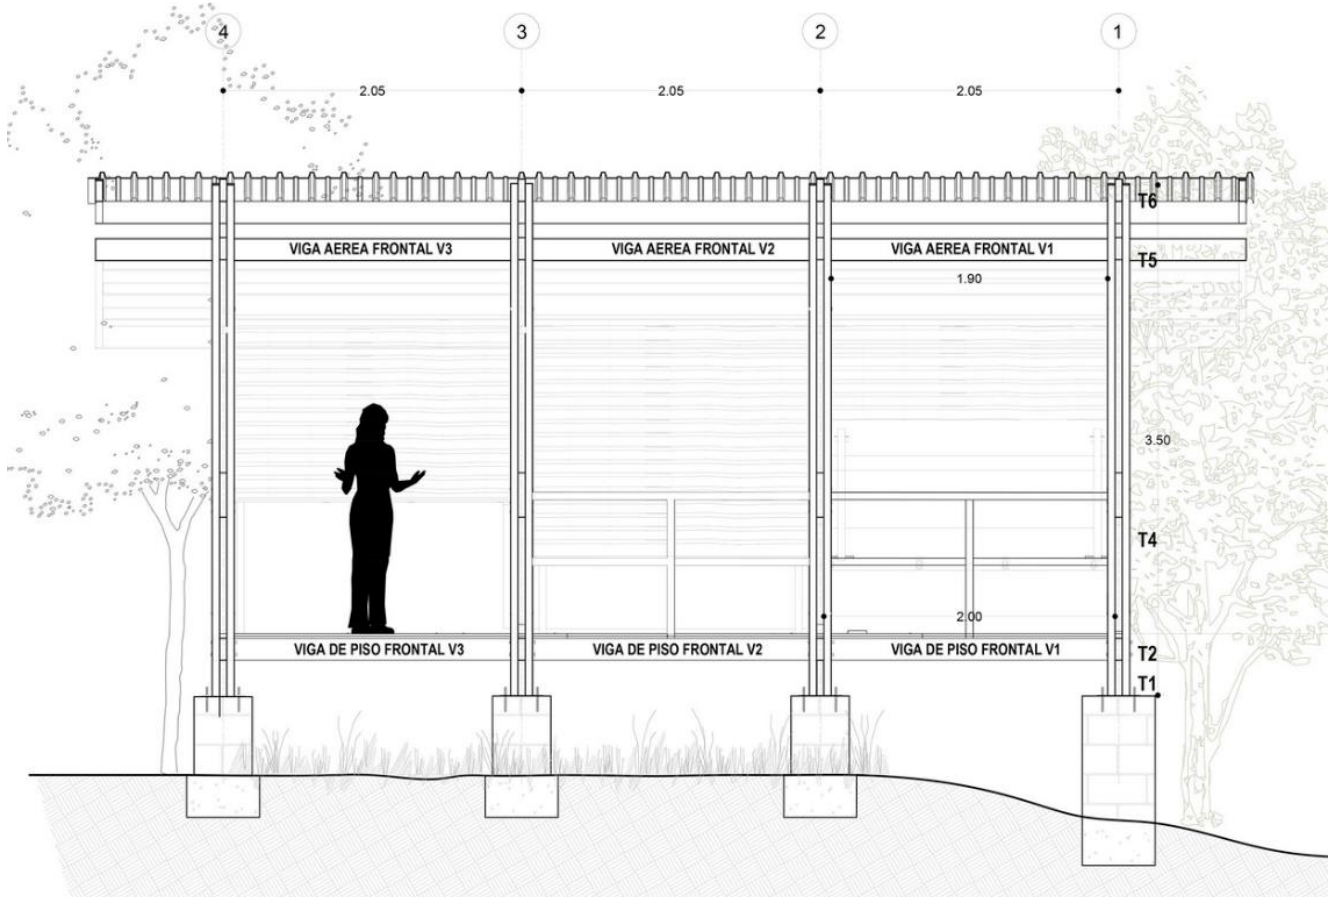 4 3 2 1
2.05 2.05 2.05
T6
VIGA AEREA FRONTAL V3 VIGA AEREA FRONTAL V2 VIGA AEREA FRONTAL V1
T5
1.90
3.50
T4
2.00
VIGA DE PISO FRONTAL V3 VIGA DE PISO FRONTAL V2 VIGA DE PISO FRONTAL V1
T2
T1